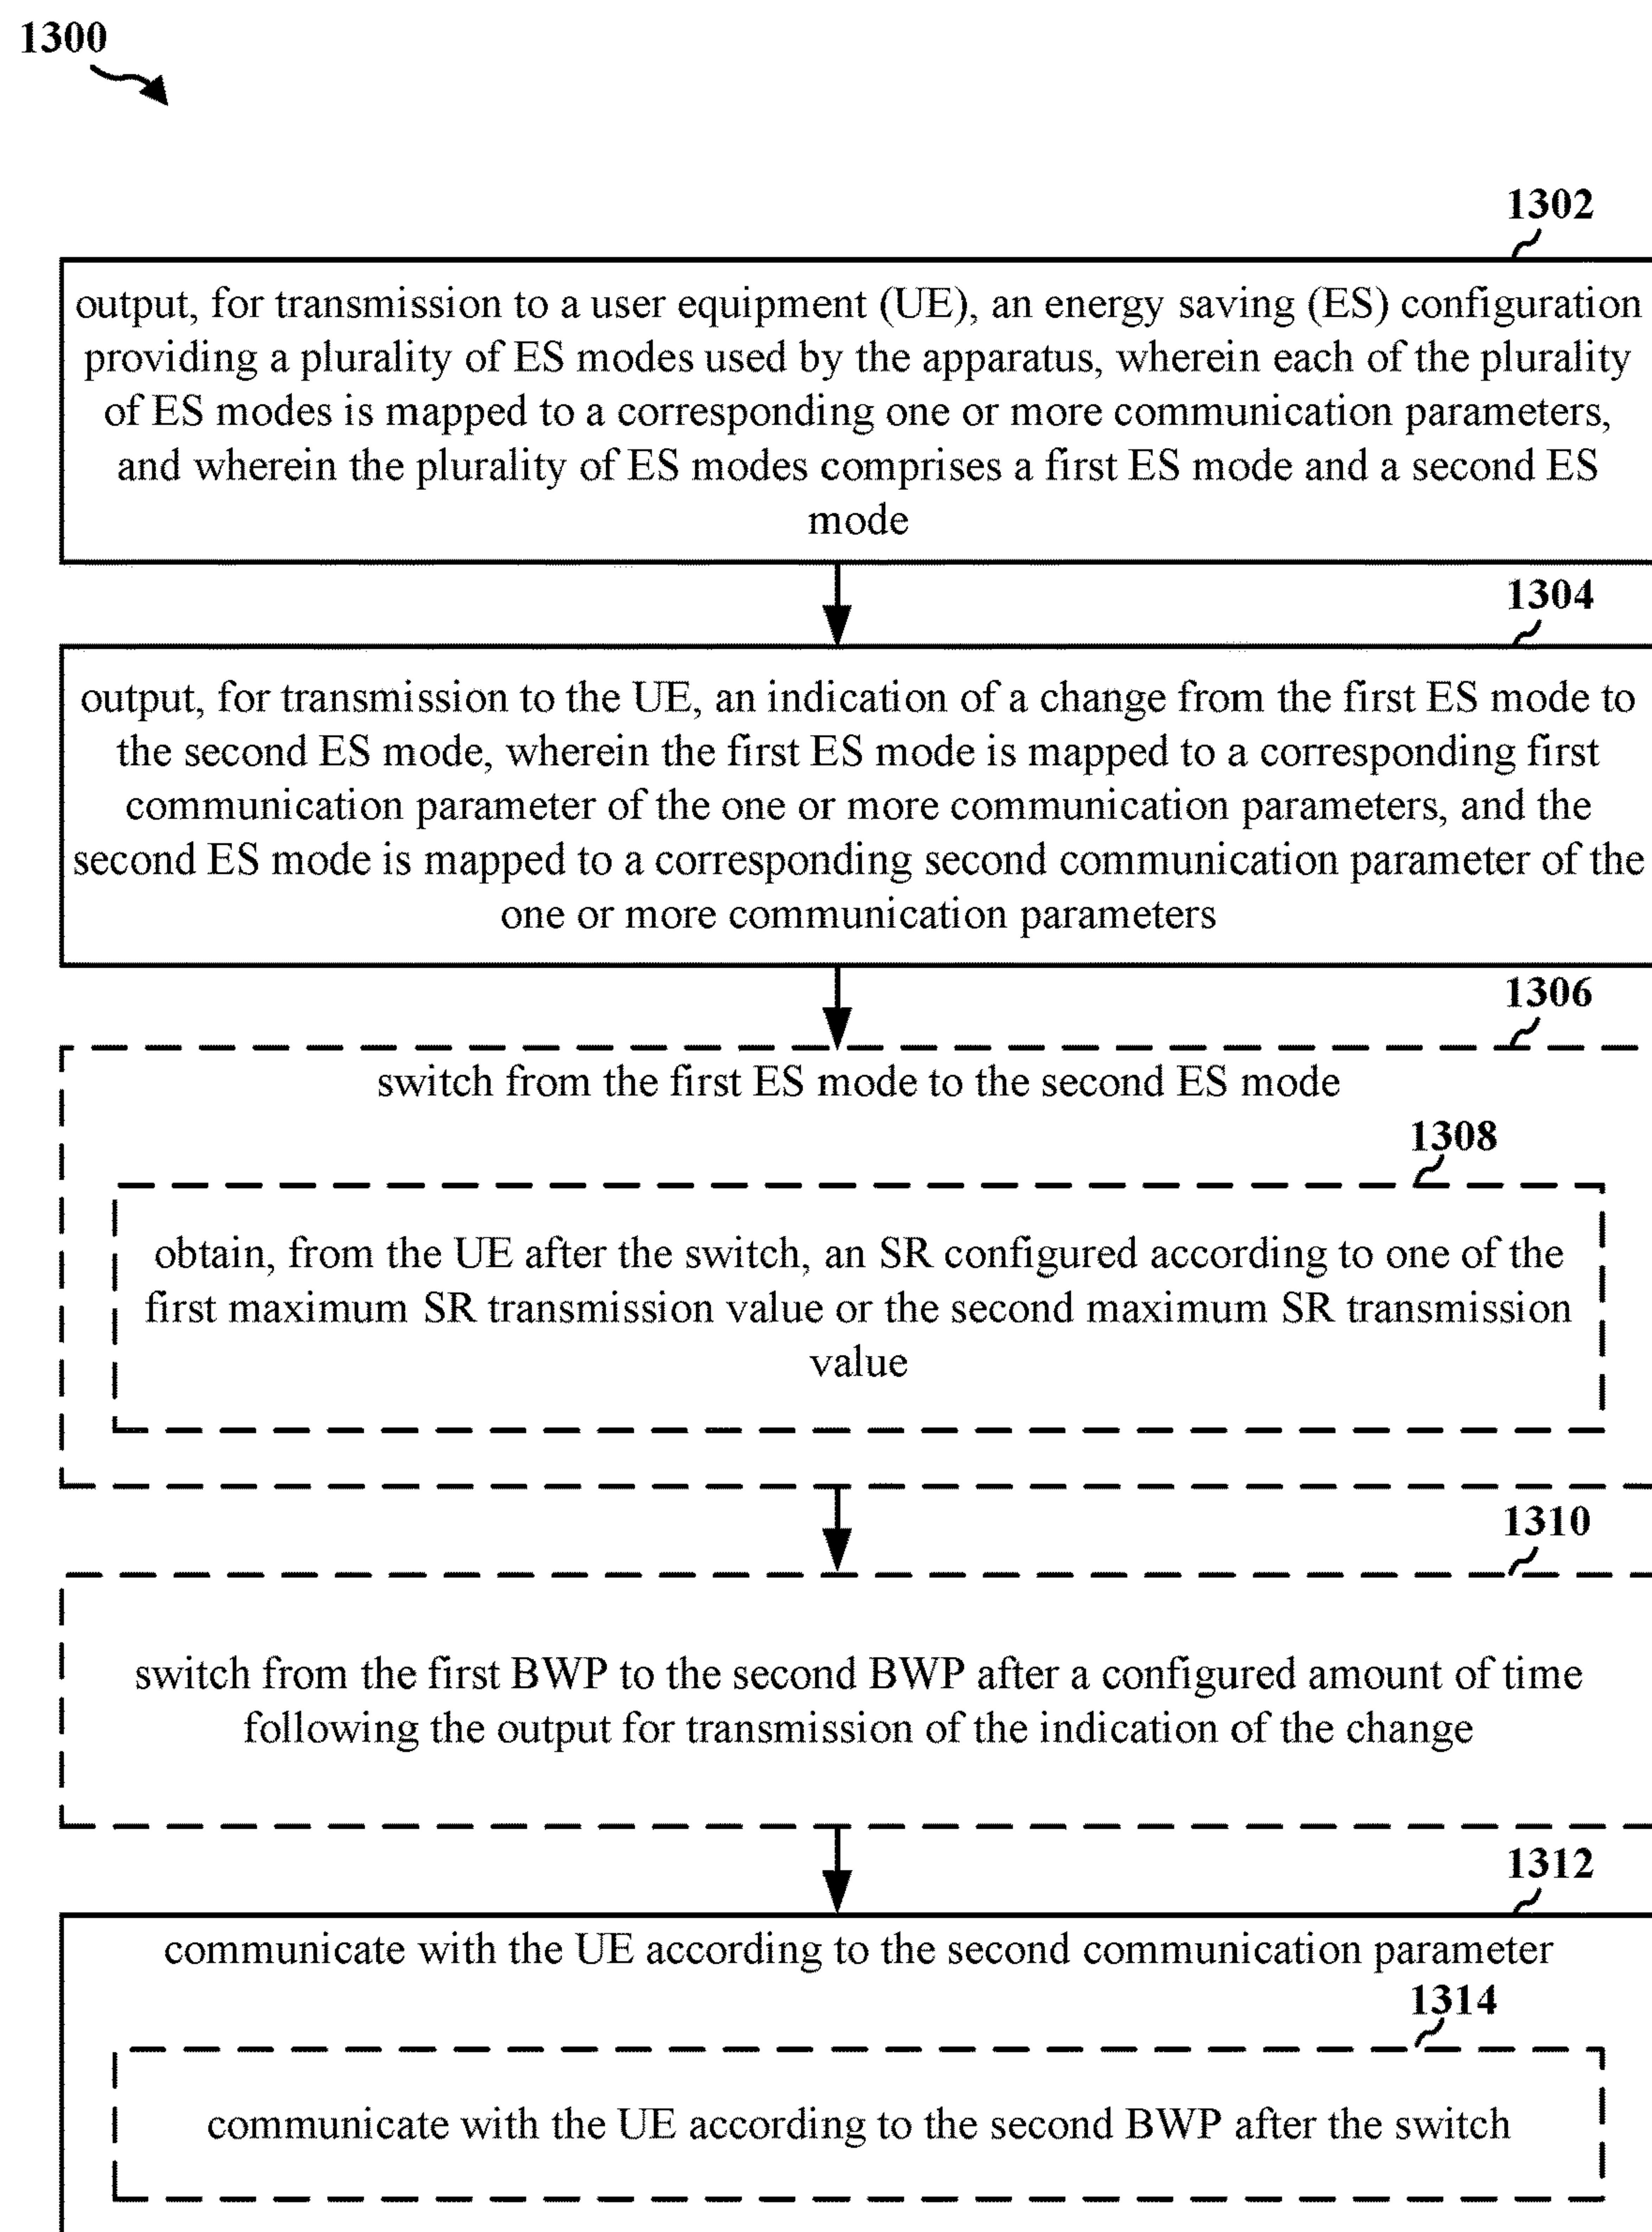 1300
1302
output, for transmission to a user equipment (UE), an energy saving (ES) configuration
providing a plurality of ES modes used by the apparatus, wherein each of the plurality
of ES modes is mapped to a corresponding one or more communication parameters,
and wherein the plurality of ES modes comprises a first ES mode and a second ES
mode
1304
output, for transmission to the UE, an indication of a change from the first ES mode to
the second ES mode, wherein the first ES mode is mapped to a corresponding first
communication parameter of the one or more communication parameters, and the
second ES mode is mapped to a corresponding second communication parameter of the
one or more communication parameters
1306
switch from the first ES mode to the second ES mode
1308
obtain, from the UE after the switch, an SR configured according to one of the
first maximum SR transmission value or the second maximum SR transmission
value
1310
switch from the first BWP to the second BWP after a configured amount of time
following the output for transmission of the indication of the change
1312
communicate with the UE according to the second communication parameter
1314
communicate with the UE according to the second BWP after the switch